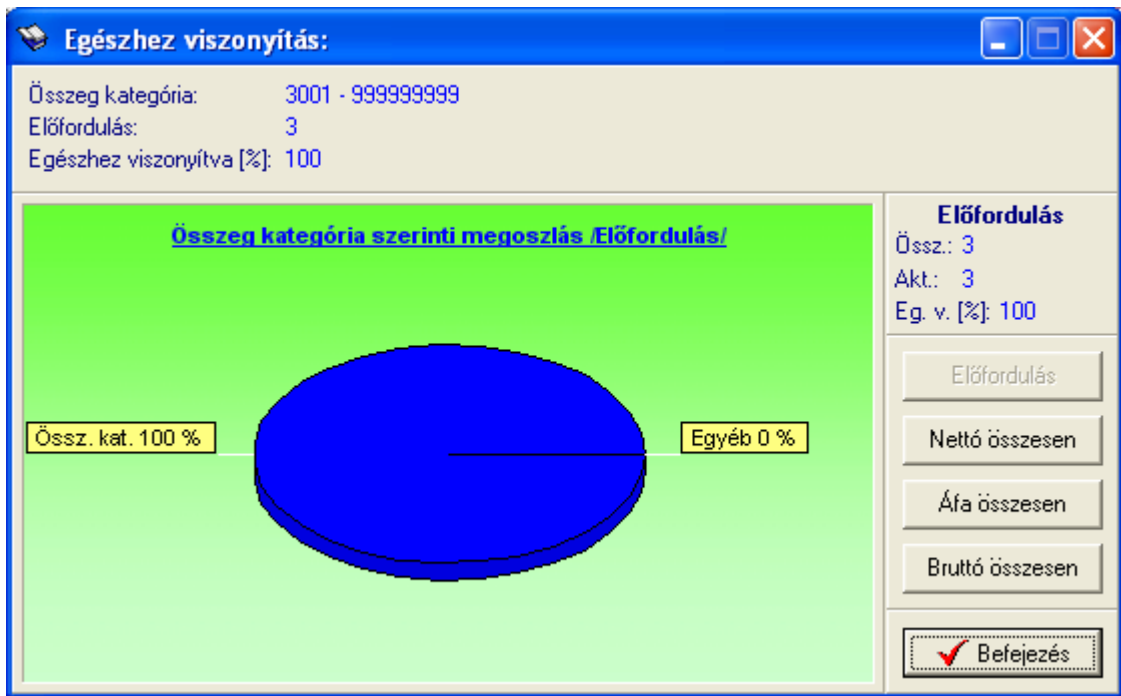 Egészhez viszonyítás:
Összeg kategória: 3001 - 999999999
Előfordulás: 3
Egészhez viszonyítva [%]: 100
Összeg kategória szerinti megoszlás /Előfordulás/
Össz. kat. 100 %
Egyéb 0 %
Előfordulás
Össz.: 3
Akt.: 3
Eg. v. [%]: 100
Előfordulás
Nettó összesen
Áfa összesen
Bruttó összesen
Befejezés